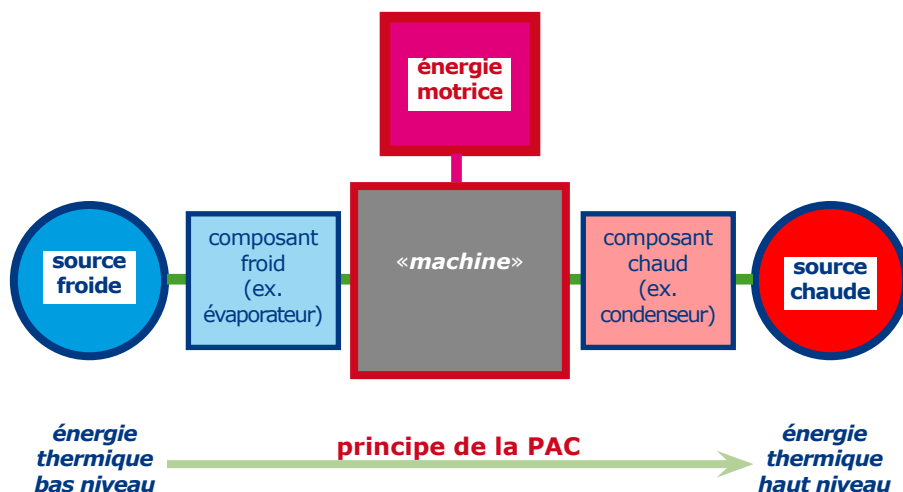 énergie
motrice
source
froide
composant
froid
(ex.
évaporateur)
«machine»
composant
chaud
(ex.
condenseur)
source
chaude
énergie
thermique
bas niveau
principe de la PAC
énergie
thermique
haut niveau